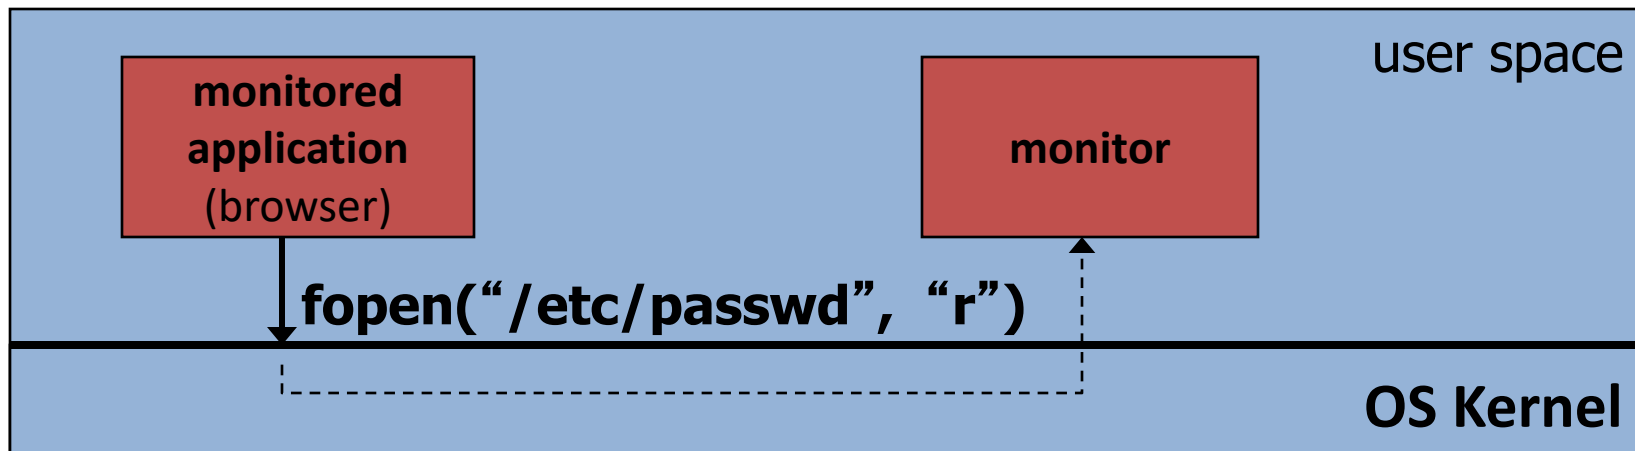 user space
monitored
application
(browser)
monitor
fopen(“/etc/passwd”, “r”)
OS Kernel